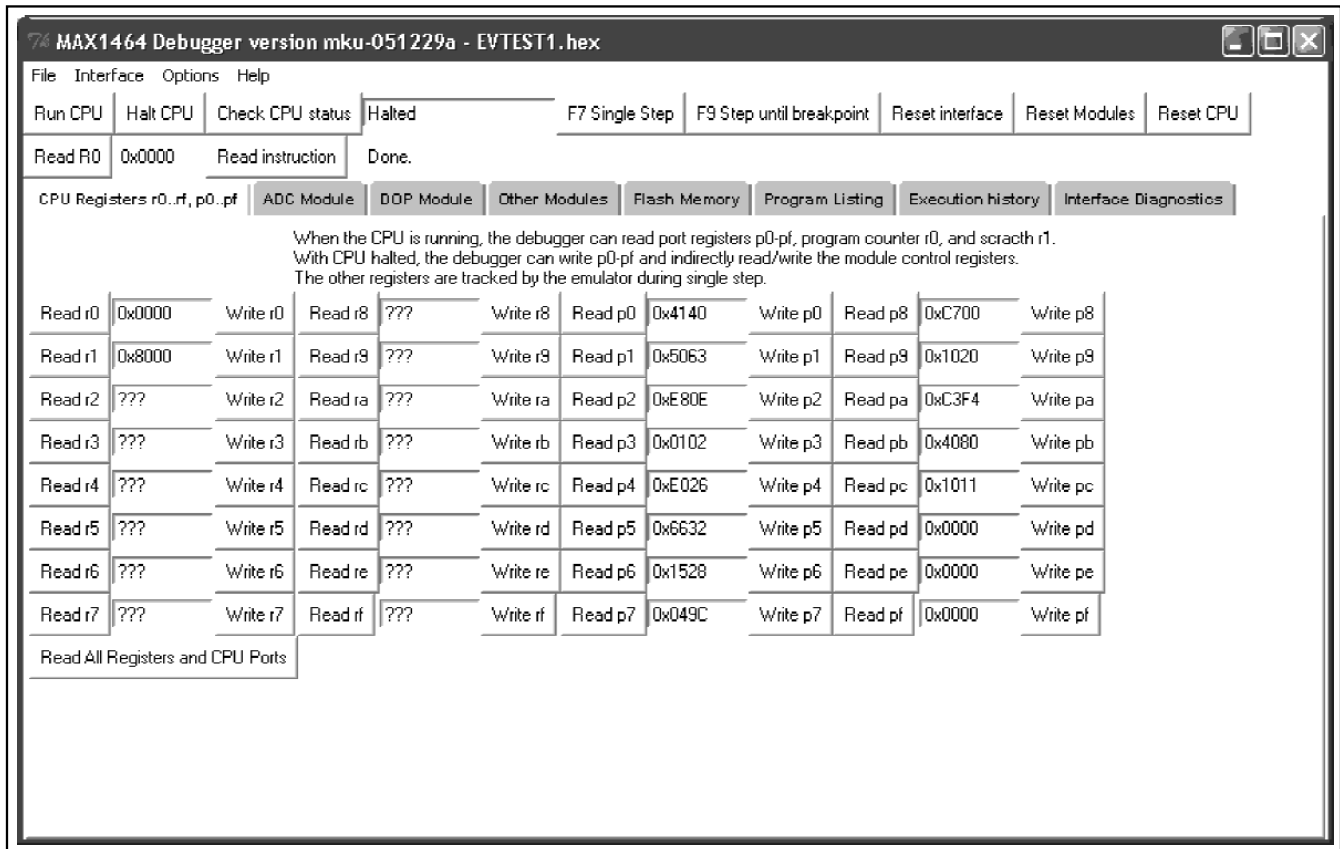 MAX1464 Debugger version mku-051229a - EVTEST1.hex
File Interface Options Help
Run CPU Halt CPU Check CPU status Halted F7 Single Step F9 Step until breakpoint Reset interface Reset Modules Reset CPU
Read R0 0x0000 Read instruction Done.
CPU Registers r0..rf, p0..pf ADC Module DOP Module Other Modules Flash Memory Program Listing Execution history Interface Diagnostics
When the CPU is running, the debugger can read port registers p0-pf, program counter r0, and scracth r1.
With CPU halted, the debugger can write p0-pf and indirectly read/write the module control registers.
The other registers are tracked by the emulator during single step.
Read r0 0x0000 Write r0 Read r8 ??? Write r8 Read p0 0x4140 Write p0 Read p8 0xC700 Write p8
Read r1 0x8000 Write r1 Read r9 ??? Write r9 Read p1 0x5063 Write p1 Read p9 0x1020 Write p9
Read r2 ??? Write r2 Read ra ??? Write ra Read p2 0xE80E Write p2 Read pa 0xC3F4 Write pa
Read r3 ??? Write r3 Read rb ??? Write rb Read p3 0x0102 Write p3 Read pb 0x4080 Write pb
Read r4 ??? Write r4 Read rc ??? Write rc Read p4 0xE026 Write p4 Read pc 0x1011 Write pc
Read r5 ??? Write r5 Read rd ??? Write rd Read p5 0x6632 Write p5 Read pd 0x0000 Write pd
Read r6 ??? Write r6 Read re ??? Write re Read p6 0x1528 Write p6 Read pe 0x0000 Write pe
Read r7 ??? Write r7 Read rf ??? Write rf Read p7 0x049C Write p7 Read pf 0x0000 Write pf
Read All Registers and CPU Ports